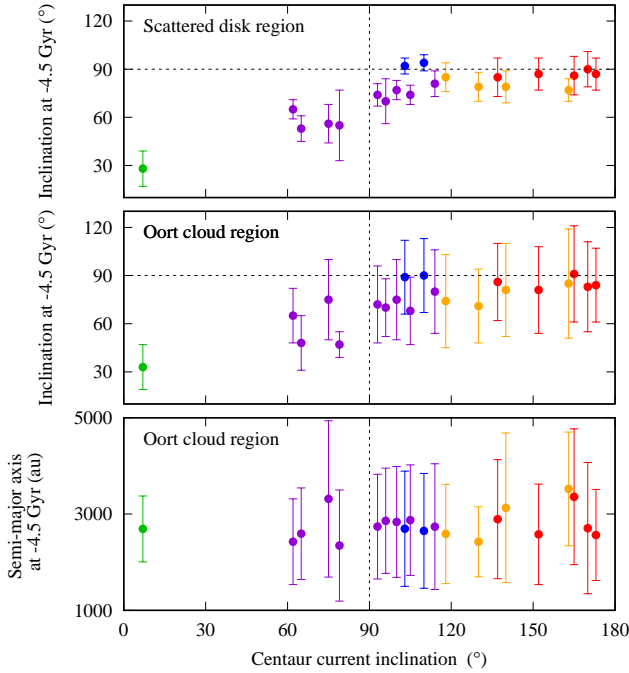 Scattered disk region
Inclination at -4.5 Gyr (°)
120
90
60
30
Oort cloud region
Inclination at -4.5 Gyr (°)
120
90
60
30
Oort cloud region
Semi-major axis
at -4.5 Gyr (au)
5000
3000
1000
0 30 60 90 120 150 180
Centaur current inclination (°)